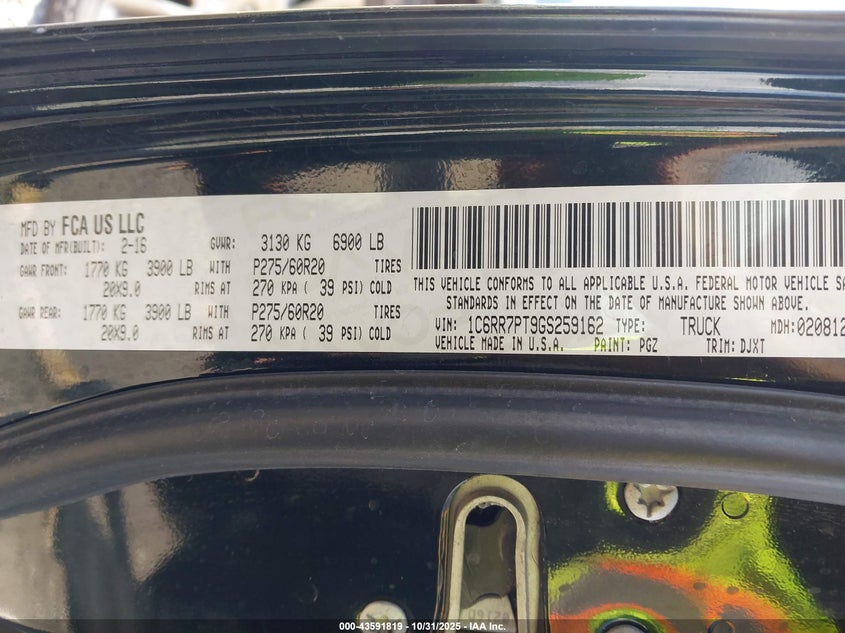 MFD BY FCA US LLC
DATE OF MFR(BUILT): 2-16 GVWR: 3130 KG 6900 LB
GAWR FRONT: 1770 KG 3900 LB WITH P275/60R20 TIRES
20X9.0 RIMS AT 270 KPA ( 39 PSI) COLD
GAWR REAR: 1770 KG 3900 LB WITH P275/60R20 TIRES
20X9.0 RIMS AT 270 KPA ( 39 PSI) COLD
THIS VEHICLE CONFORMS TO ALL APPLICABLE U.S.A. FEDERAL MOTOR VEHICLE SA
STANDARDS IN EFFECT ON THE DATE OF MANUFACTURE SHOWN ABOVE.
VIN: 1C6RR7PT9GS259162 TYPE: TRUCK MDH:020812
VEHICLE MADE IN U.S.A. PAINT: PGZ TRIM: DJXT
000-43591819 - 10/31/2025 - IAA Inc.